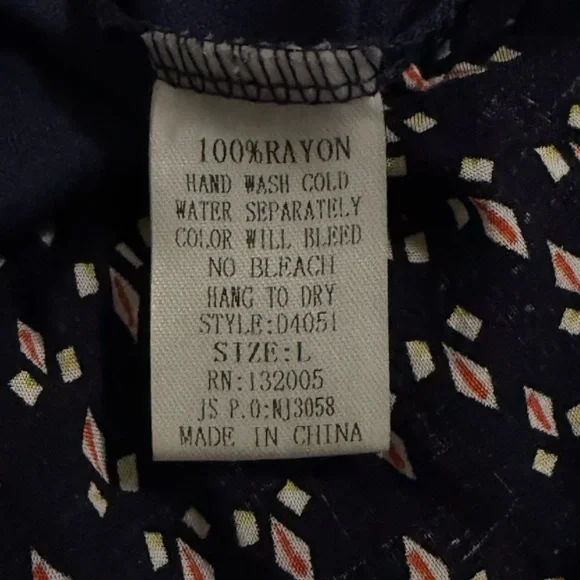 100%RAYON
HAND WASH COLD
WATER SEPARATELY
COLOR WILL BLEED
NO BLEACH
HANG TO DRY
STYLE:D4051
SIZE:L
RN:132005
JS P.O:NJ3058
MADE IN CHINA